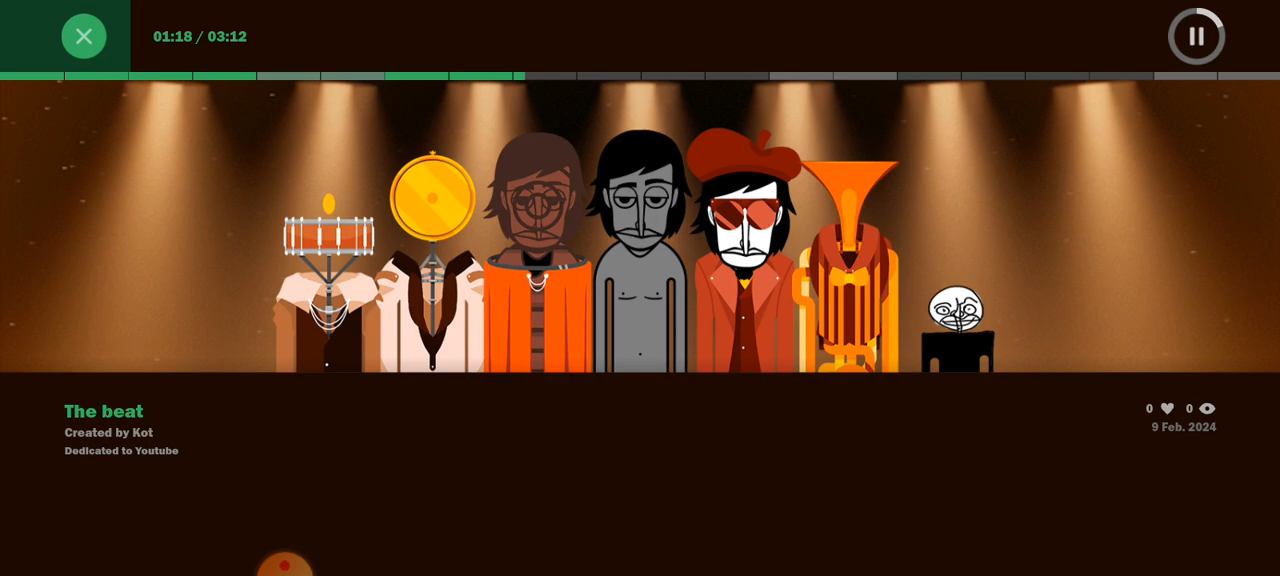 01:18 / 03:12
The beat
Created by Kot
Dedicated to Youtube
0 0
9 Feb. 2024